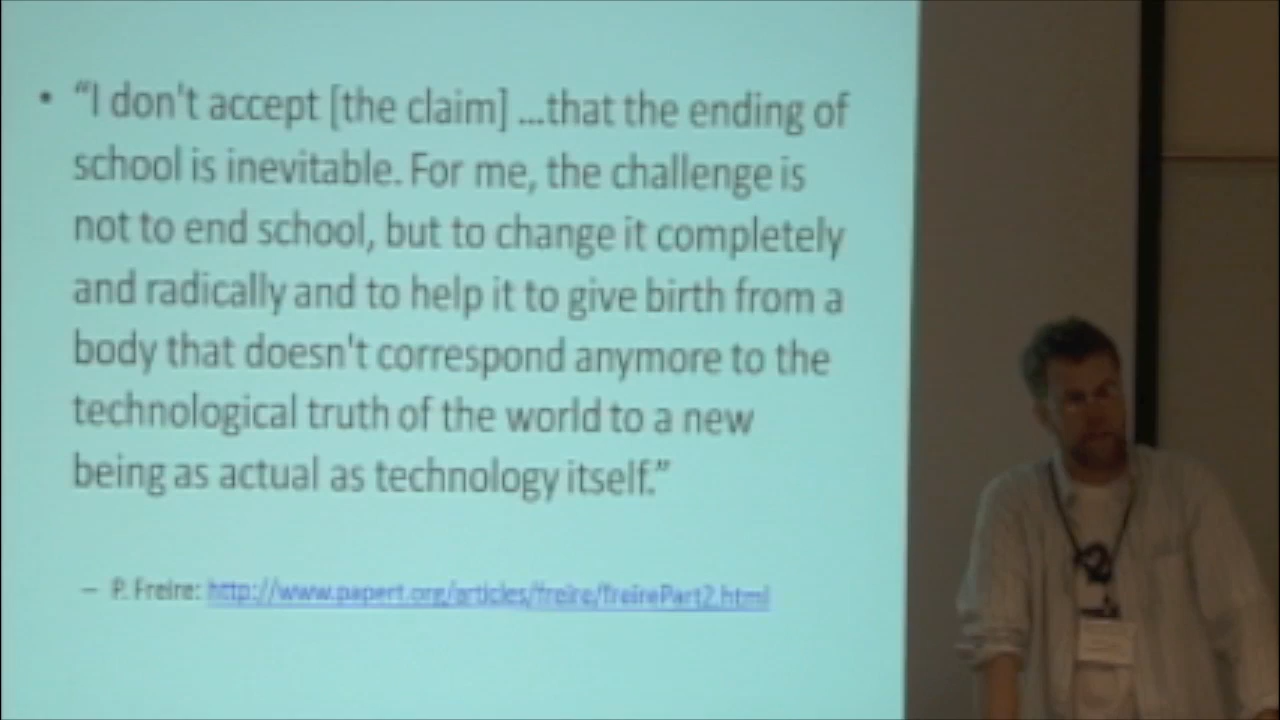 • “I don't accept [the claim] ...that the ending of
school is inevitable. For me, the challenge is
not to end school, but to change it completely
and radically and to help it to give birth from a
body that doesn't correspond anymore to the
technological truth of the world to a new
being as actual as technology itself.”
– P. Freire: http://www.papert.org/articles/freire/freirePart2.html